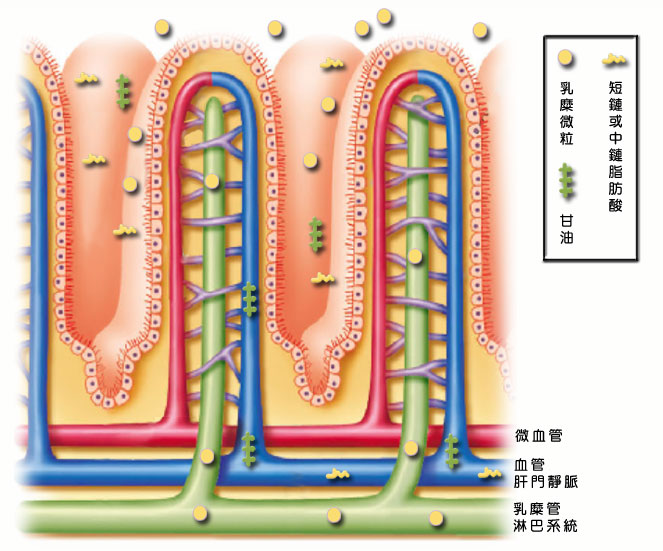 乳糜微粒
甘油
短鏈或中鏈脂肪酸
微血管
血管
肝門靜脈
乳糜管
淋巴系統